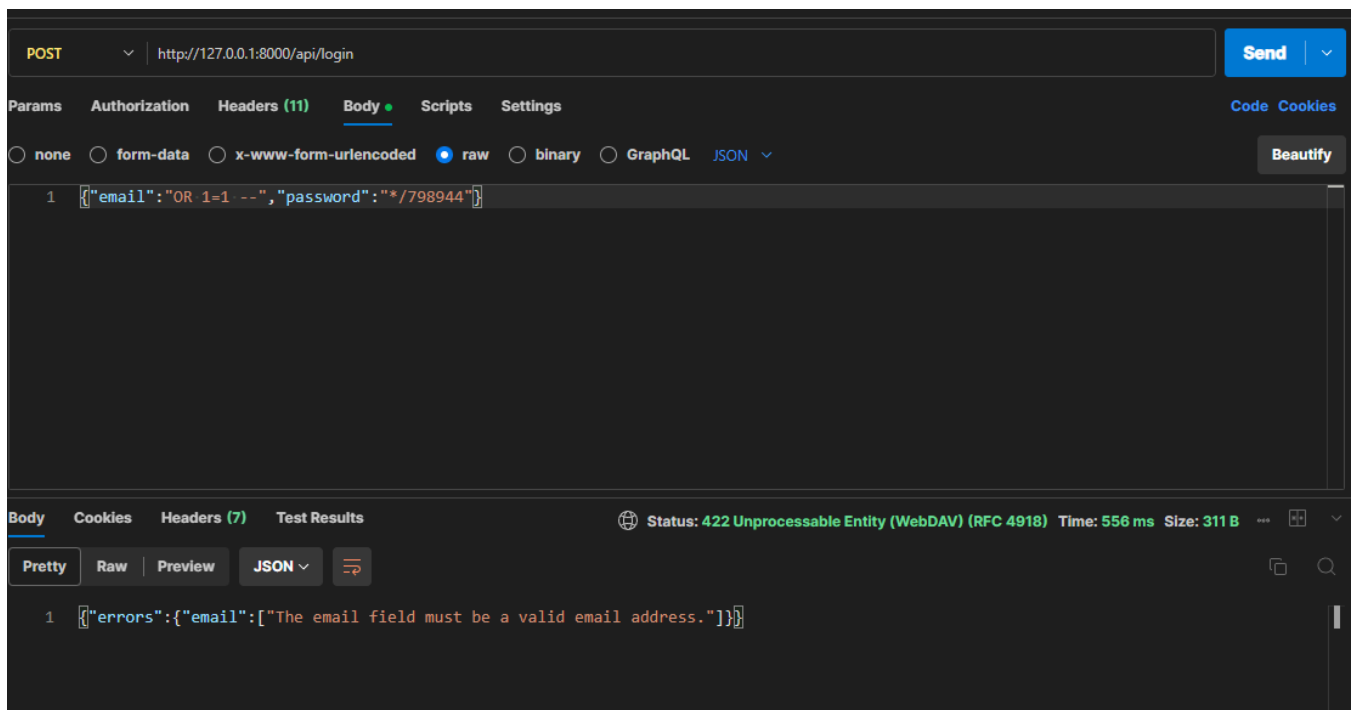 POST http://127.0.0.1:8000/api/login Send
Params Authorization Headers (11) Body Scripts Settings Code Cookies
none form-data x-www-form-urlencoded raw binary GraphQL JSON Beautify
1 {"email":"OR 1=1 --","password":"*/798944"}
Body Cookies Headers (7) Test Results Status: 422 Unprocessable Entity (WebDAV) (RFC 4918) Time: 556 ms Size: 311 B
Pretty Raw Preview JSON
1 {"errors":{"email":["The email field must be a valid email address."]}}